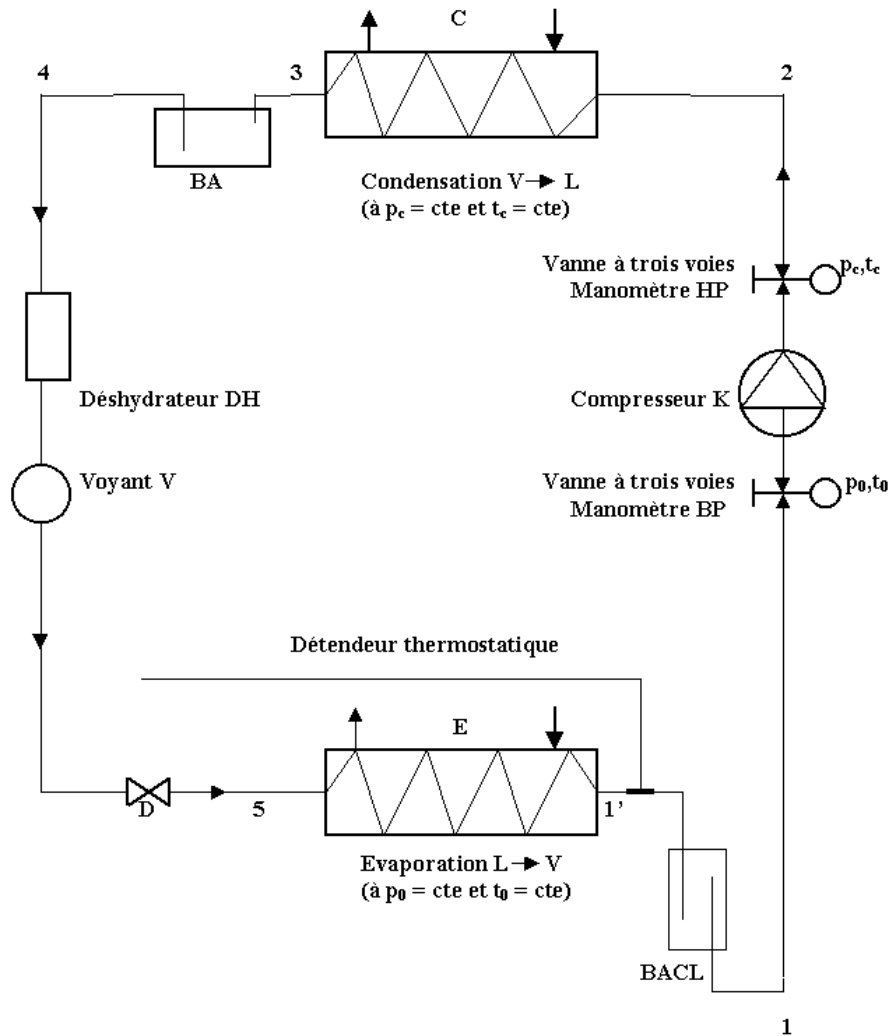 C
4
3
2
BA
Condensation V → L
(à pc = cte et tc = cte)
Vanne à trois voies
Manomètre HP
pc,tc
Déshydrateur DH
Compresseur K
Voyant V
Vanne à trois voies
Manomètre BP
p0,t0
Détendeur thermostatique
E
D
5
1’
Evaporation L → V
(à p0 = cte et t0 = cte)
BACL
1